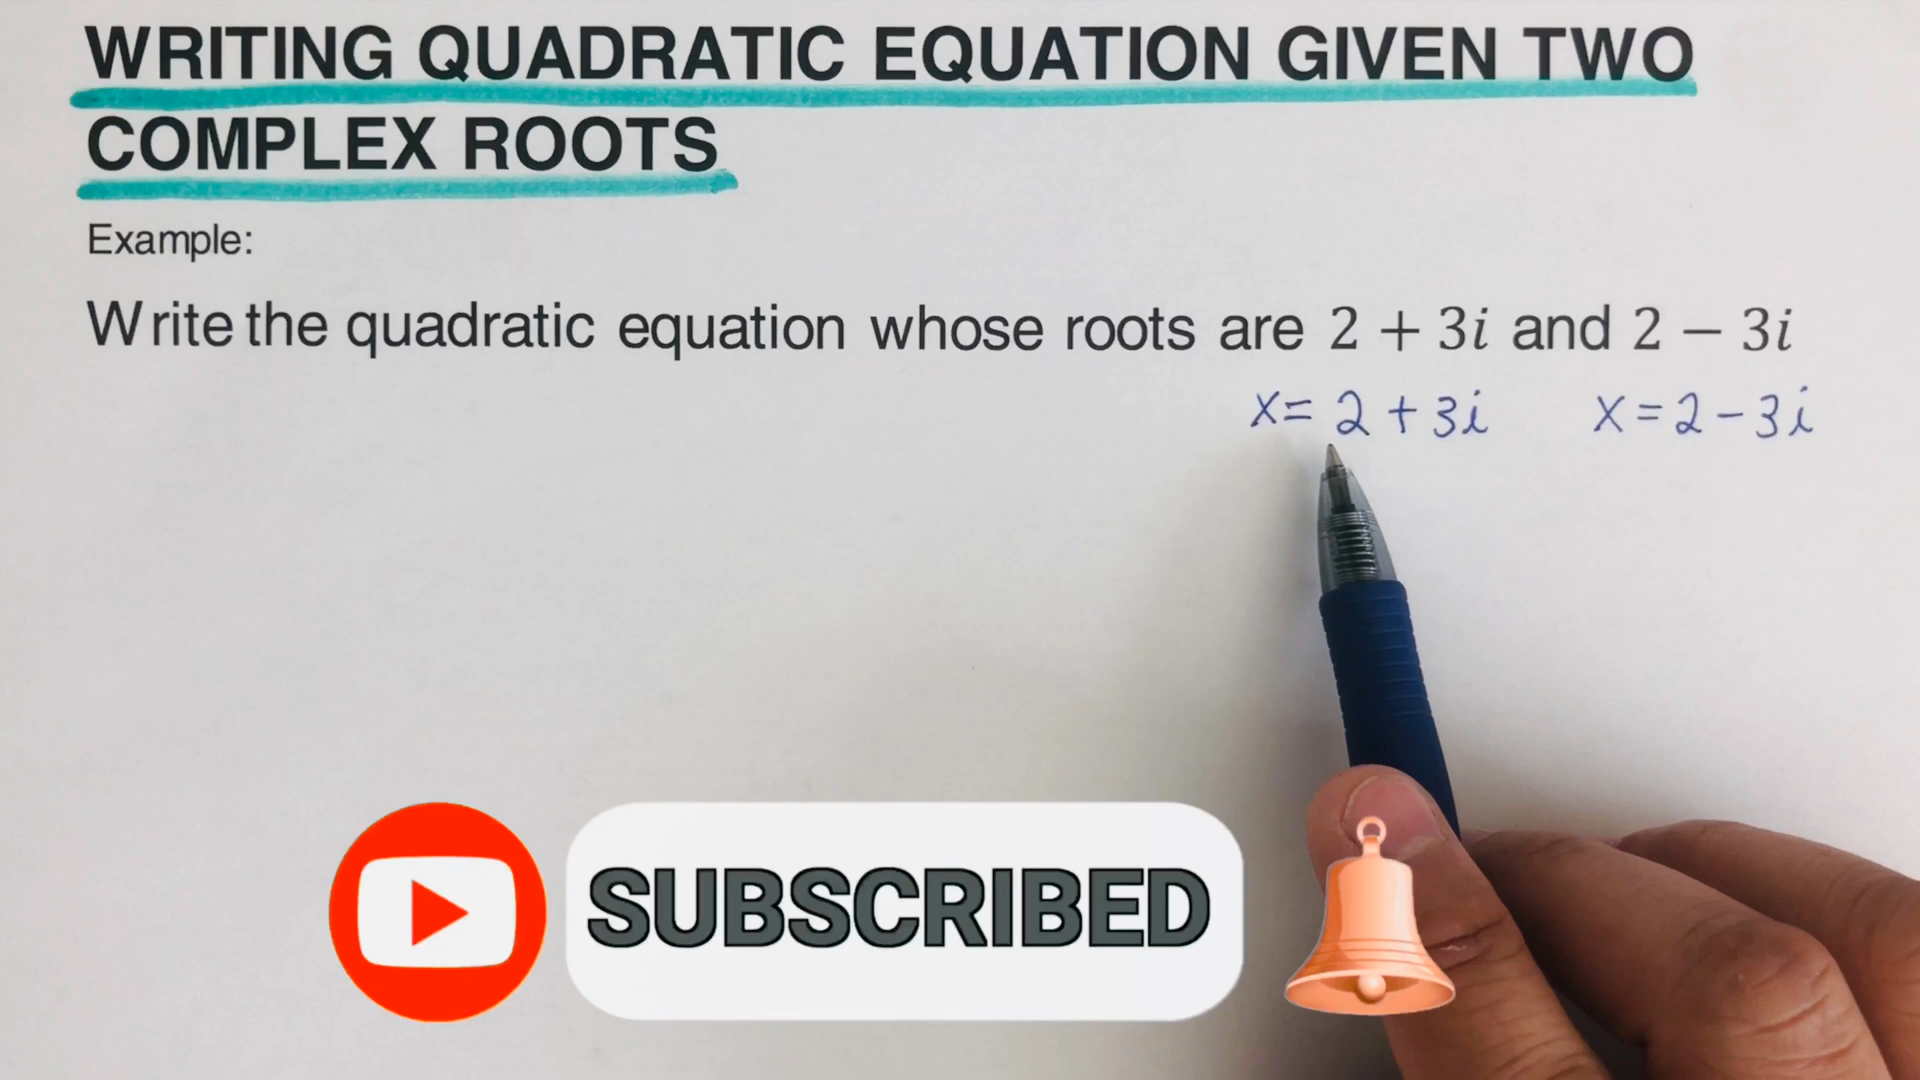 WRITING QUADRATIC EQUATION GIVEN TWO
COMPLEX ROOTS
Example:
Write the quadratic equation whose roots are 2 + 3i and 2 − 3i
x = 2 + 3i x = 2 − 3i
SUBSCRIBED